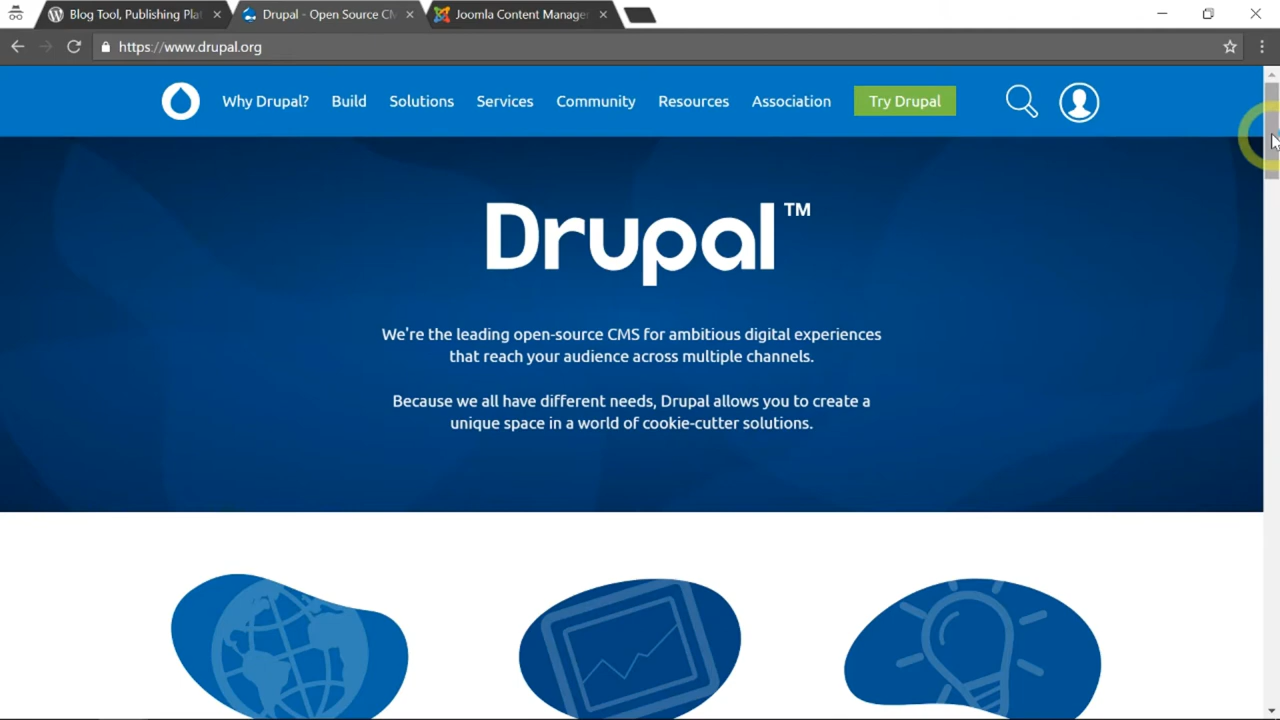 Blog Tool, Publishing Plat
Drupal - Open Source CM
Joomla Content Manage
https://www.drupal.org
Why Drupal?
Build
Solutions
Services
Community
Resources
Association
Try Drupal
Drupal™
We're the leading open-source CMS for ambitious digital experiences
that reach your audience across multiple channels.
Because we all have different needs, Drupal allows you to create a
unique space in a world of cookie-cutter solutions.